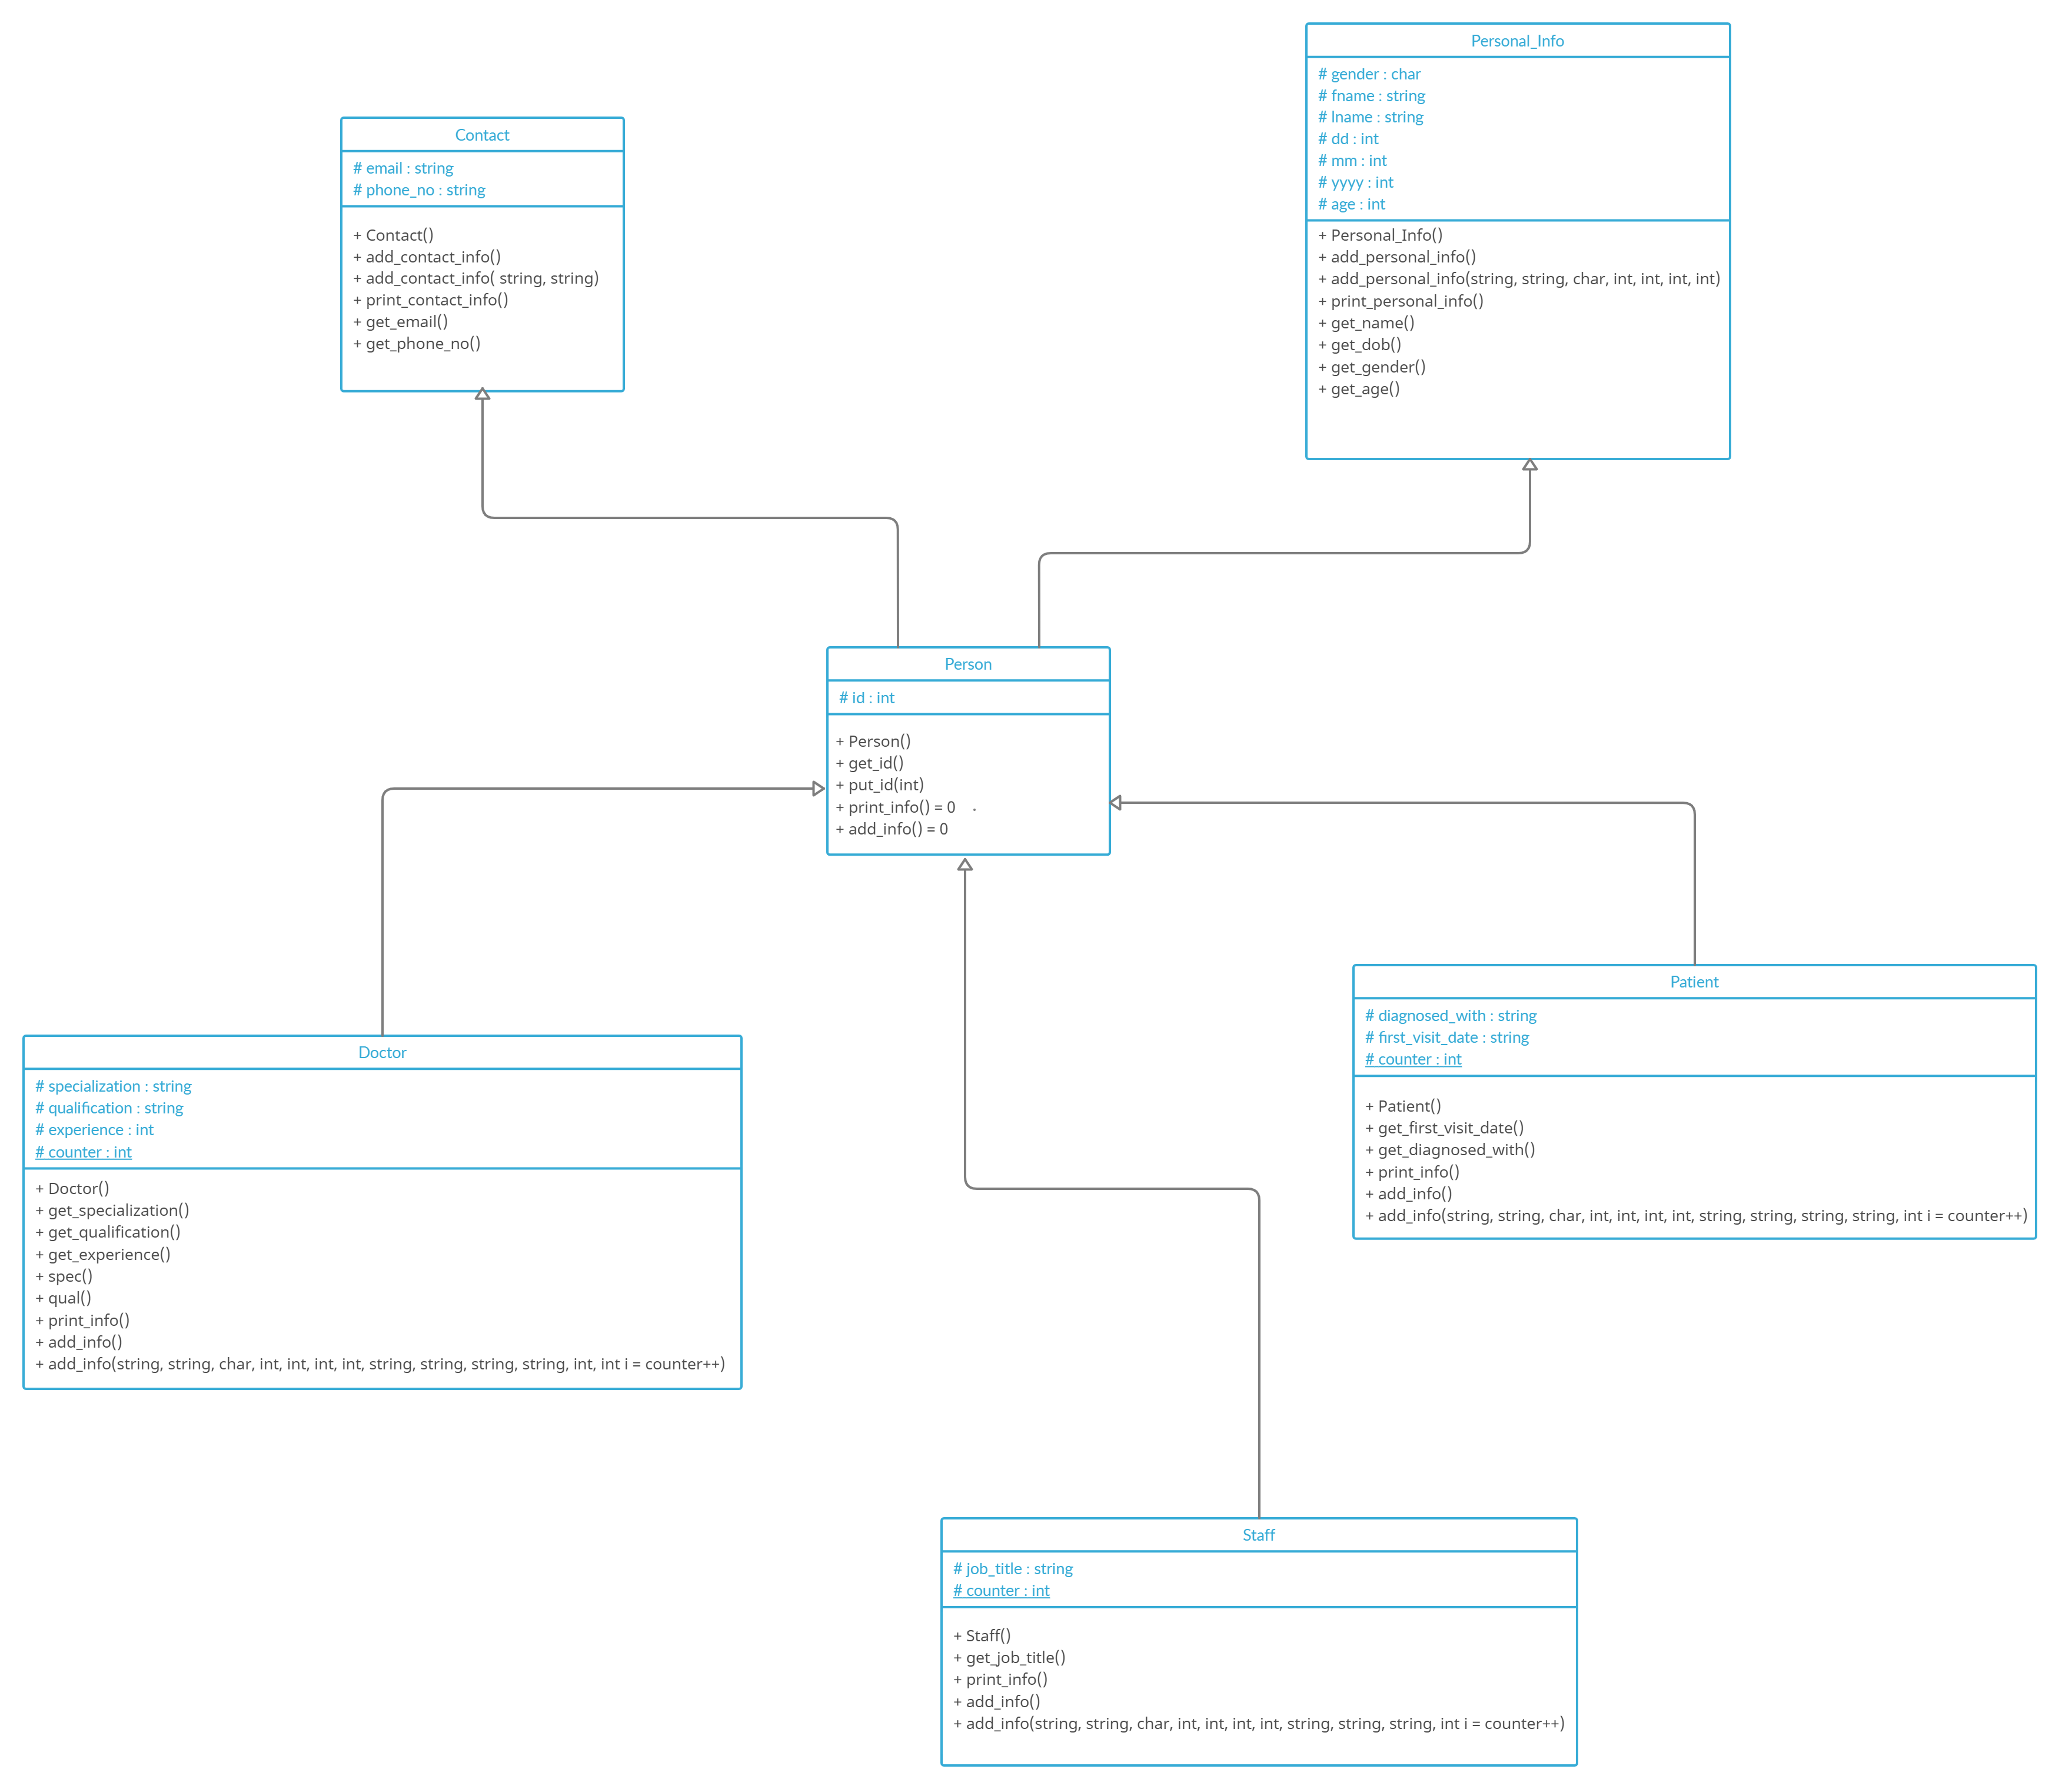 Personal_Info
# gender : char
# fname : string
# lname : string
# dd : int
# mm : int
# yyyy : int
# age : int
+ Personal_Info()
+ add_personal_info()
+ add_personal_info(string, string, char, int, int, int, int)
+ print_personal_info()
+ get_name()
+ get_dob()
+ get_gender()
+ get_age()
Contact
# email : string
# phone_no : string
+ Contact()
+ add_contact_info()
+ add_contact_info( string, string)
+ print_contact_info()
+ get_email()
+ get_phone_no()
Person
# id : int
+ Person()
+ get_id()
+ put_id(int)
+ print_info() = 0    .
+ add_info() = 0
Patient
# diagnosed_with : string
# first_visit_date : string
# counter : int
+ Patient()
+ get_first_visit_date()
+ get_diagnosed_with()
+ print_info()
+ add_info()
+ add_info(string, string, char, int, int, int, int, string, string, string, string, int i = counter++)
Doctor
# specialization : string
# qualification : string
# experience : int
# counter : int
+ Doctor()
+ get_specialization()
+ get_qualification()
+ get_experience()
+ spec()
+ qual()
+ print_info()
+ add_info()
+ add_info(string, string, char, int, int, int, int, string, string, string, string, int, int i = counter++)
Staff
# job_title : string
# counter : int
+ Staff()
+ get_job_title()
+ print_info()
+ add_info()
+ add_info(string, string, char, int, int, int, int, string, string, string, int i = counter++)